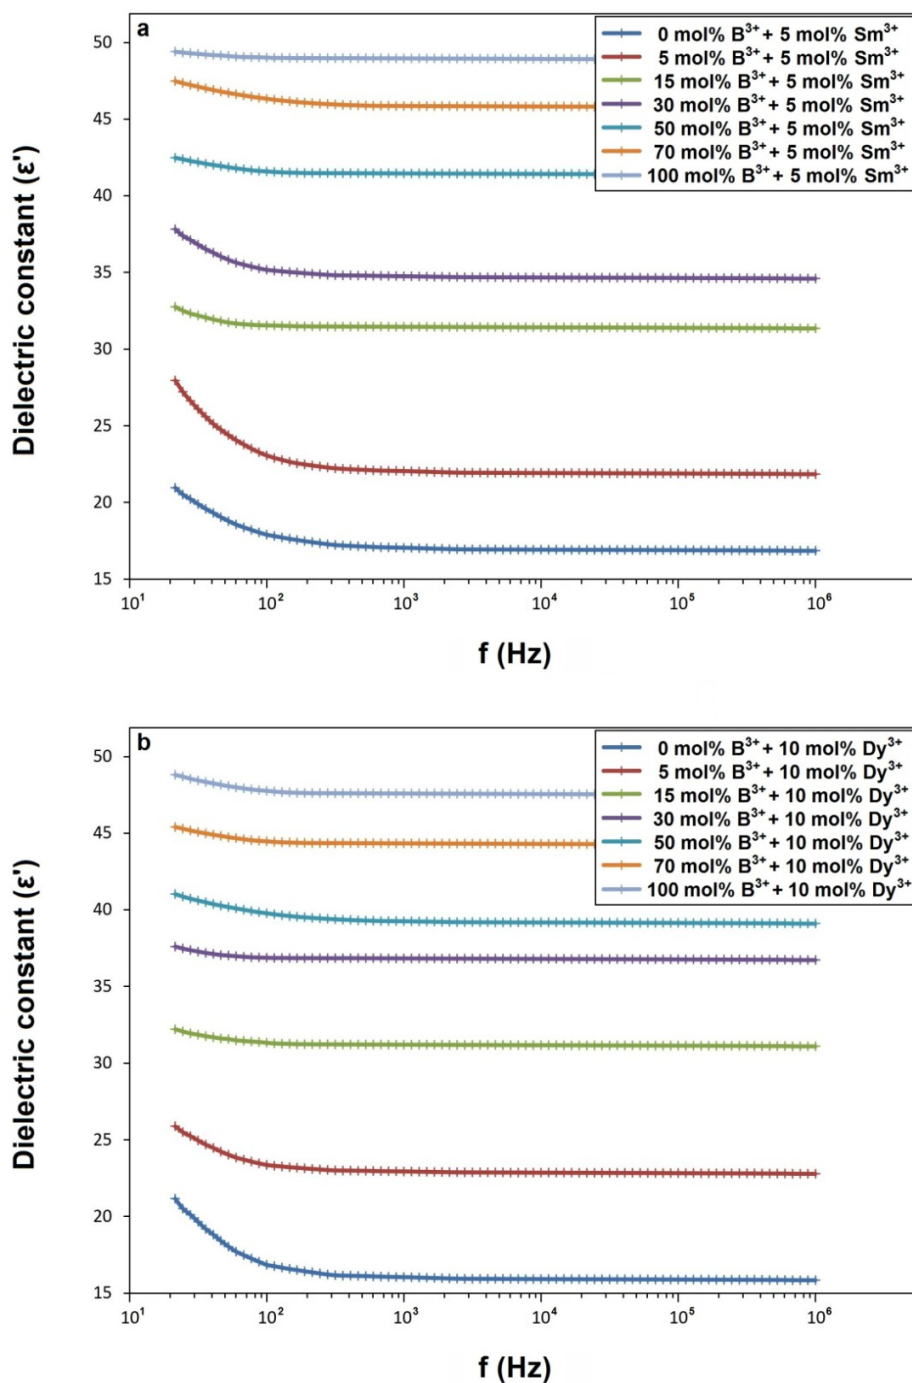 a
0 mol% B³⁺ + 5 mol% Sm³⁺
5 mol% B³⁺ + 5 mol% Sm³⁺
15 mol% B³⁺ + 5 mol% Sm³⁺
30 mol% B³⁺ + 5 mol% Sm³⁺
50 mol% B³⁺ + 5 mol% Sm³⁺
70 mol% B³⁺ + 5 mol% Sm³⁺
100 mol% B³⁺ + 5 mol% Sm³⁺
Dielectric constant (ε')
50
45
40
35
30
25
20
15
10¹ 10² 10³ 10⁴ 10⁵ 10⁶
f (Hz)
b
0 mol% B³⁺ + 10 mol% Dy³⁺
5 mol% B³⁺ + 10 mol% Dy³⁺
15 mol% B³⁺ + 10 mol% Dy³⁺
30 mol% B³⁺ + 10 mol% Dy³⁺
50 mol% B³⁺ + 10 mol% Dy³⁺
70 mol% B³⁺ + 10 mol% Dy³⁺
100 mol% B³⁺ + 10 mol% Dy³⁺
Dielectric constant (ε')
50
45
40
35
30
25
20
15
10¹ 10² 10³ 10⁴ 10⁵ 10⁶
f (Hz)